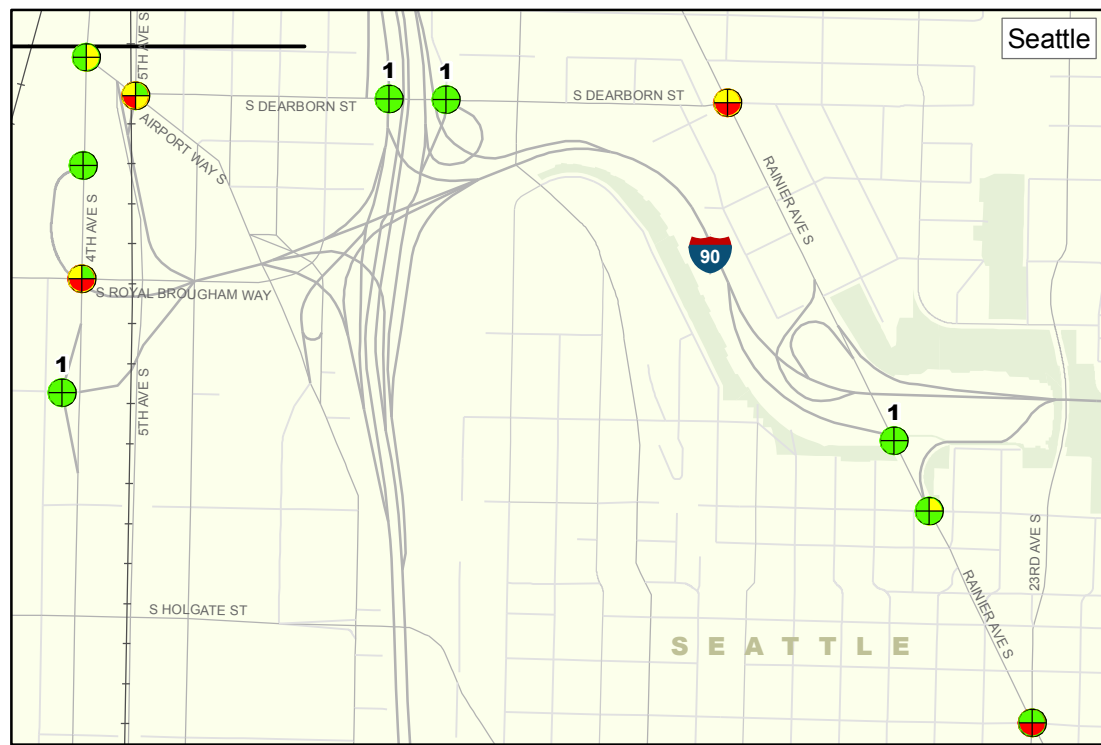 Seattle
5TH AVE S
1
1
S DEARBORN ST
S DEARBORN ST
AIRPORT WAY S
RAINIER AVE S
4TH AVE S
90
S ROYAL BROUGHAM WAY
1
5TH AVE S
1
23RD AVE S
RAINIER AVE S
S HOLGATE ST
SEATTLE